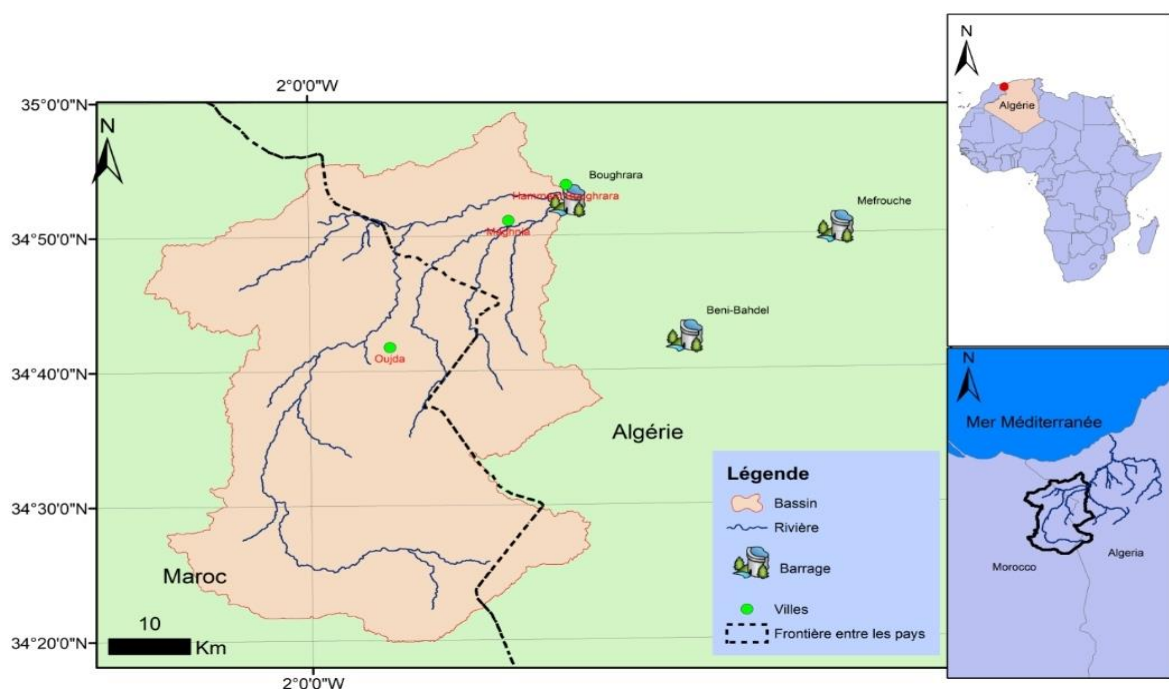 2°0'0"W
35°0'0"N
34°50'0"N
34°40'0"N
34°30'0"N
34°20'0"N
2°0'0"W
N
Boughrara
Hammam Boughrara
Maghnia
Mefrouche
Beni-Bahdel
Oujda
Algérie
Maroc
10
Km
Légende
Bassin
Rivière
Barrage
Villes
Frontière entre les pays
N
Algérie
N
Mer Méditerranée
Algeria
Morocco